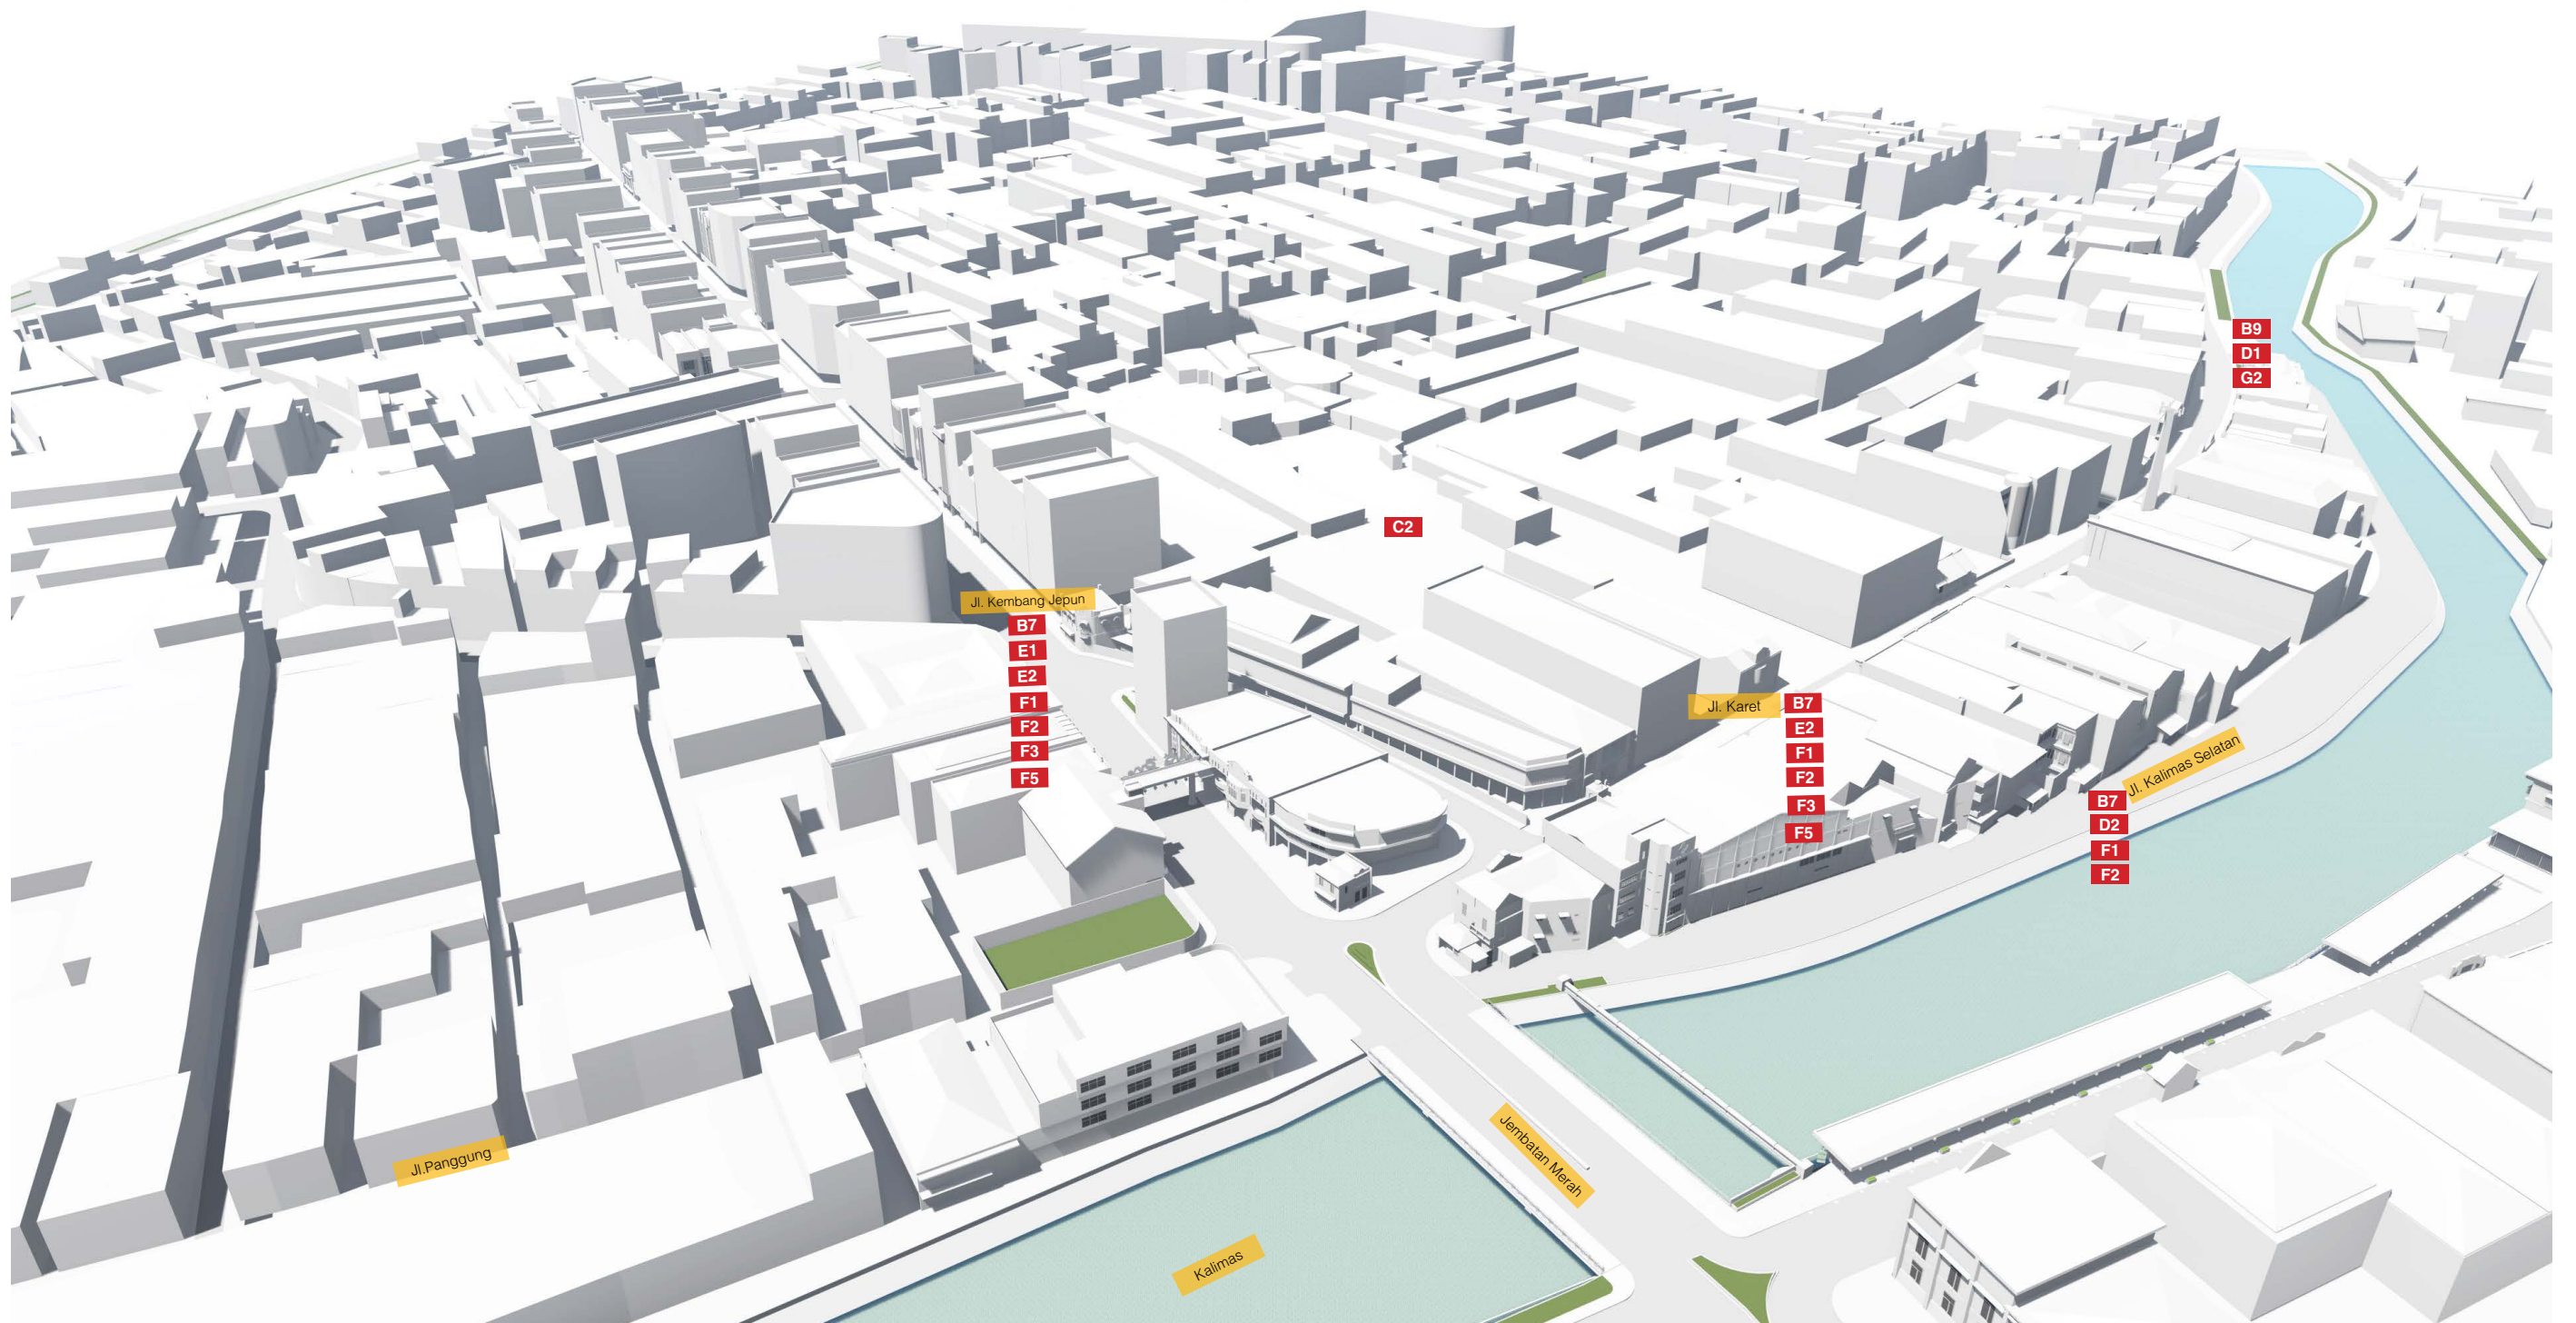 B9
D1
G2
C2
Jl. Kembang Jepun
B7
E1
E2
F1
F2
F3
F5
Jl. Karet
B7
E2
F1
F2
F3
F5
Jl. Kalimas Selatan
B7
D2
F1
F2
Jl.Panggung
Jembatan Merah
Kalimas